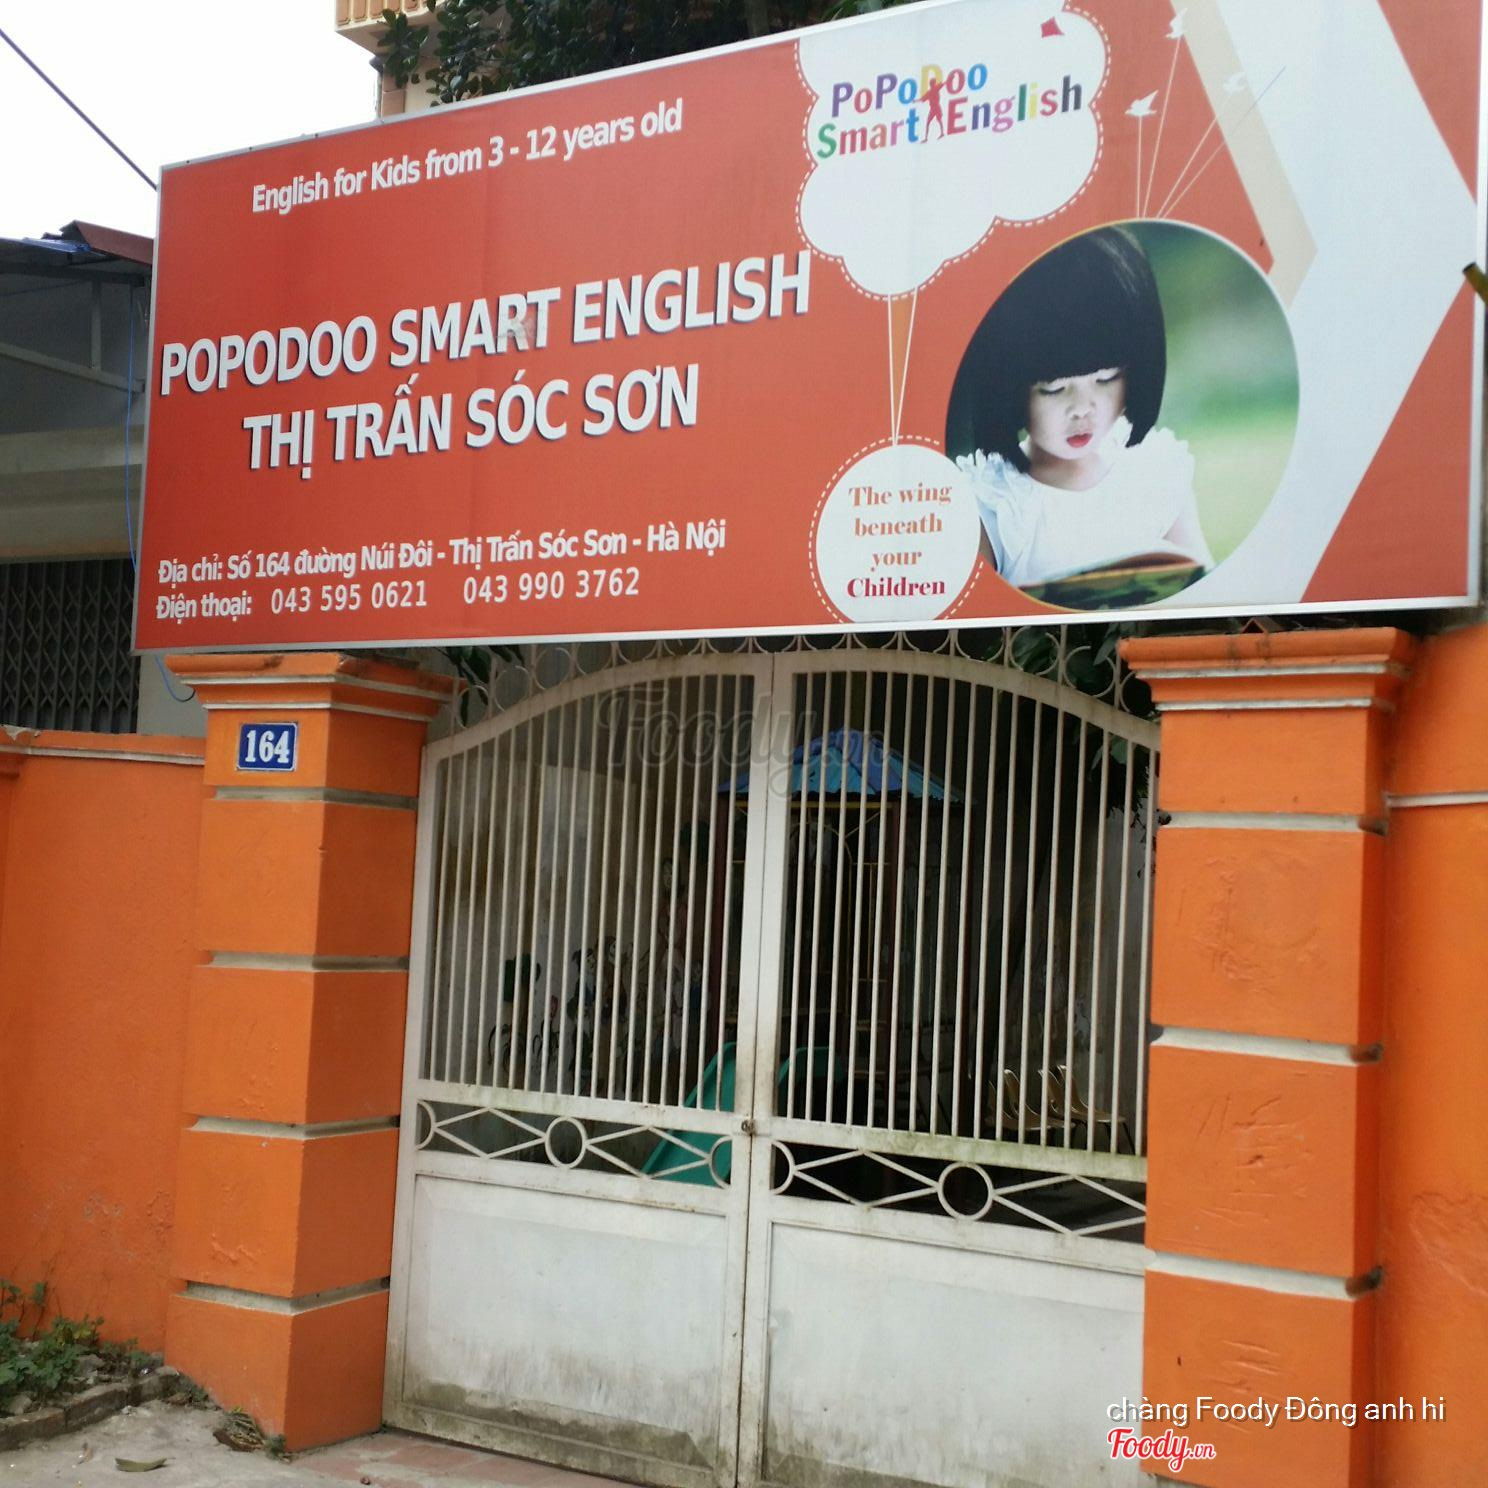 PoPoDoo
Smart English
English for Kids from 3 - 12 years old
POPODOO SMART ENGLISH
THỊ TRẤN SÓC SƠN
The wing
beneath
your
Children
Địa chỉ: Số 164 đường Núi Đôi - Thị Trấn Sóc Sơn - Hà Nội
Điện thoại: 043 595 0621 043 990 3762
164
Foody.vn
chàng Foody Đông anh hi
Foody.vn